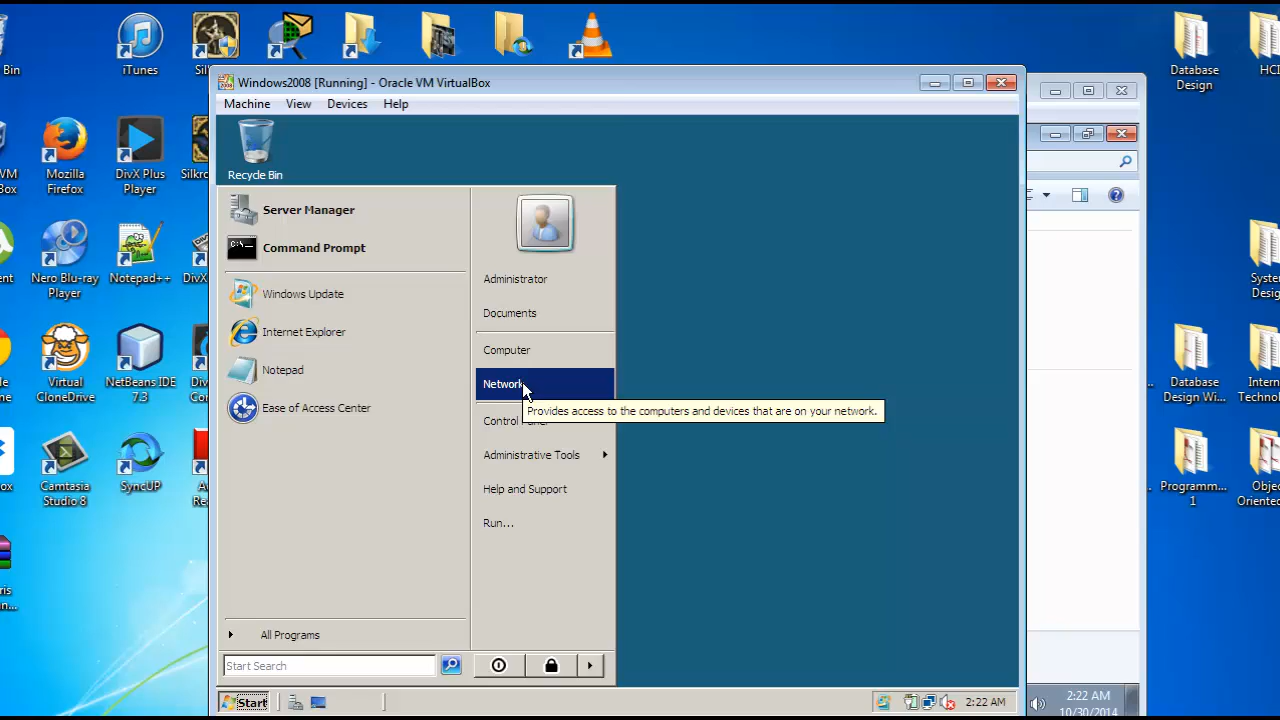 Bin
iTunes
Windows2008 [Running] - Oracle VM VirtualBox
Machine View Devices Help
Recycle Bin
Server Manager
Command Prompt
Windows Update
Internet Explorer
Notepad
Ease of Access Center
All Programs
Start Search
Administrator
Documents
Computer
Network
Provides access to the computers and devices that are on your network.
Administrative Tools
Help and Support
Run...
Start
2:22 AM
Mozilla
Firefox
DivX Plus
Player
VM
Box
Nero Blu-ray
Player
Notepad++
Virtual
CloneDrive
NetBeans IDE
7.3
Camtasia
Studio 8
SyncUP
Database
Design
HCI
Database
Design Wi...
Programm...
1
2:22 AM
10/30/2014